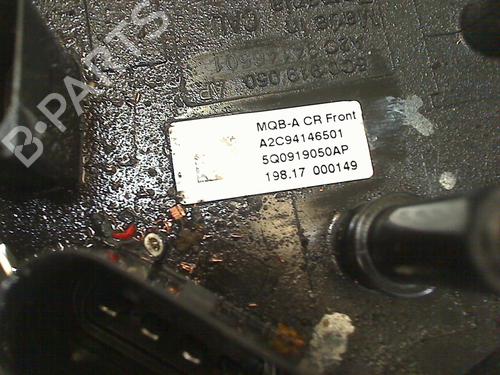 B-PARTS
MQB-A CR Front
A2C94146501
5Q0919050AP
198.17 000149